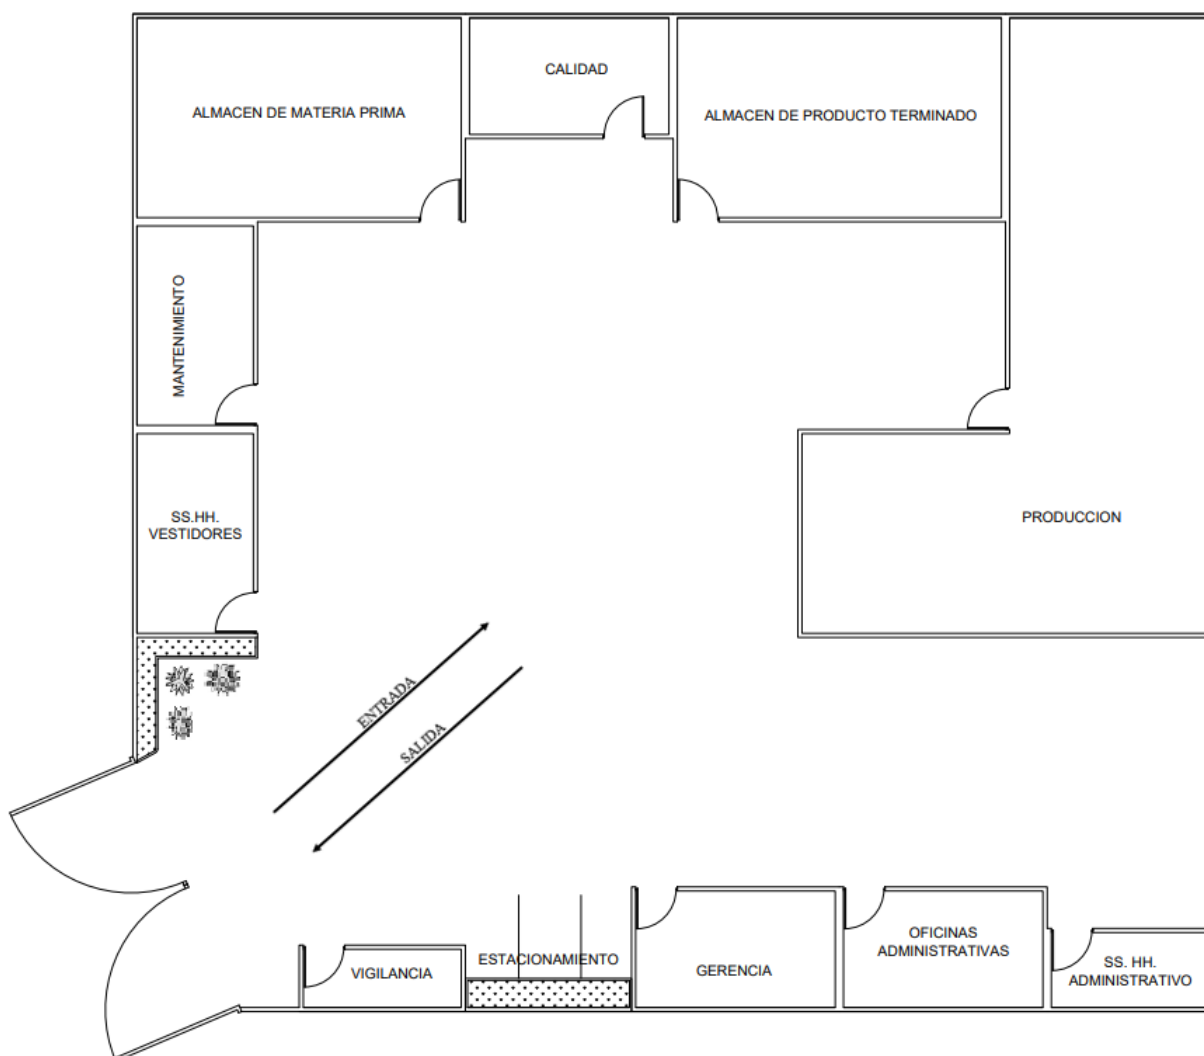 CALIDAD
ALMACEN DE MATERIA PRIMA
ALMACEN DE PRODUCTO TERMINADO
MANTENIMIENTO
SS.HH.
VESTIDORES
PRODUCCION
ENTRADA
SALIDA
VIGILANCIA
ESTACIONAMIENTO
GERENCIA
OFICINAS
ADMINISTRATIVAS
SS. HH.
ADMINISTRATIVO